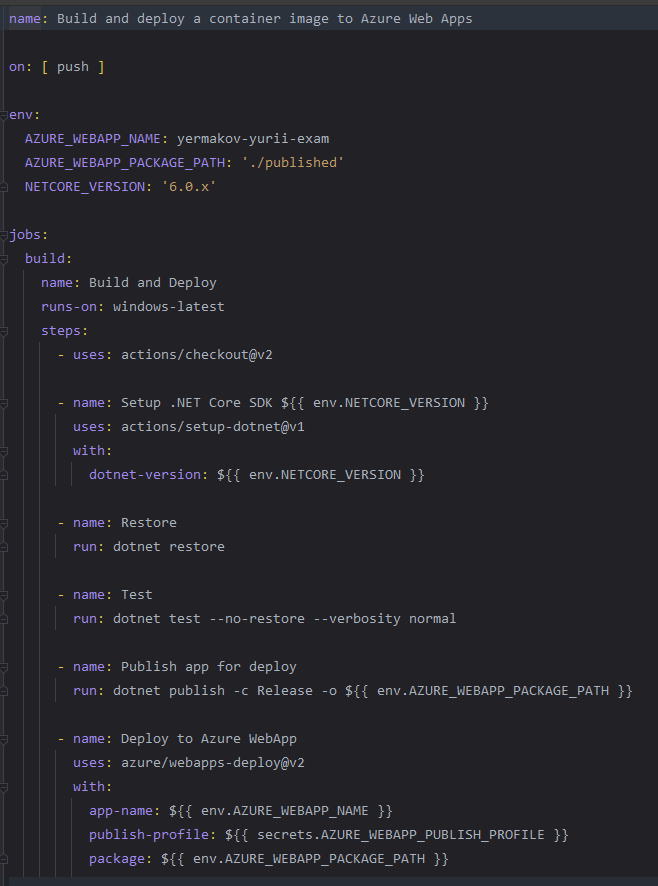 name: Build and deploy a container image to Azure Web Apps
on: [ push ]
env:
  AZURE_WEBAPP_NAME: yermakov-yurii-exam
  AZURE_WEBAPP_PACKAGE_PATH: './published'
  NETCORE_VERSION: '6.0.x'
jobs:
  build:
    name: Build and Deploy
    runs-on: windows-latest
    steps:
      - uses: actions/checkout@v2
      - name: Setup .NET Core SDK ${{ env.NETCORE_VERSION }}
        uses: actions/setup-dotnet@v1
        with:
          dotnet-version: ${{ env.NETCORE_VERSION }}
      - name: Restore
        run: dotnet restore
      - name: Test
        run: dotnet test --no-restore --verbosity normal
      - name: Publish app for deploy
        run: dotnet publish -c Release -o ${{ env.AZURE_WEBAPP_PACKAGE_PATH }}
      - name: Deploy to Azure WebApp
        uses: azure/webapps-deploy@v2
        with:
          app-name: ${{ env.AZURE_WEBAPP_NAME }}
          publish-profile: ${{ secrets.AZURE_WEBAPP_PUBLISH_PROFILE }}
          package: ${{ env.AZURE_WEBAPP_PACKAGE_PATH }}